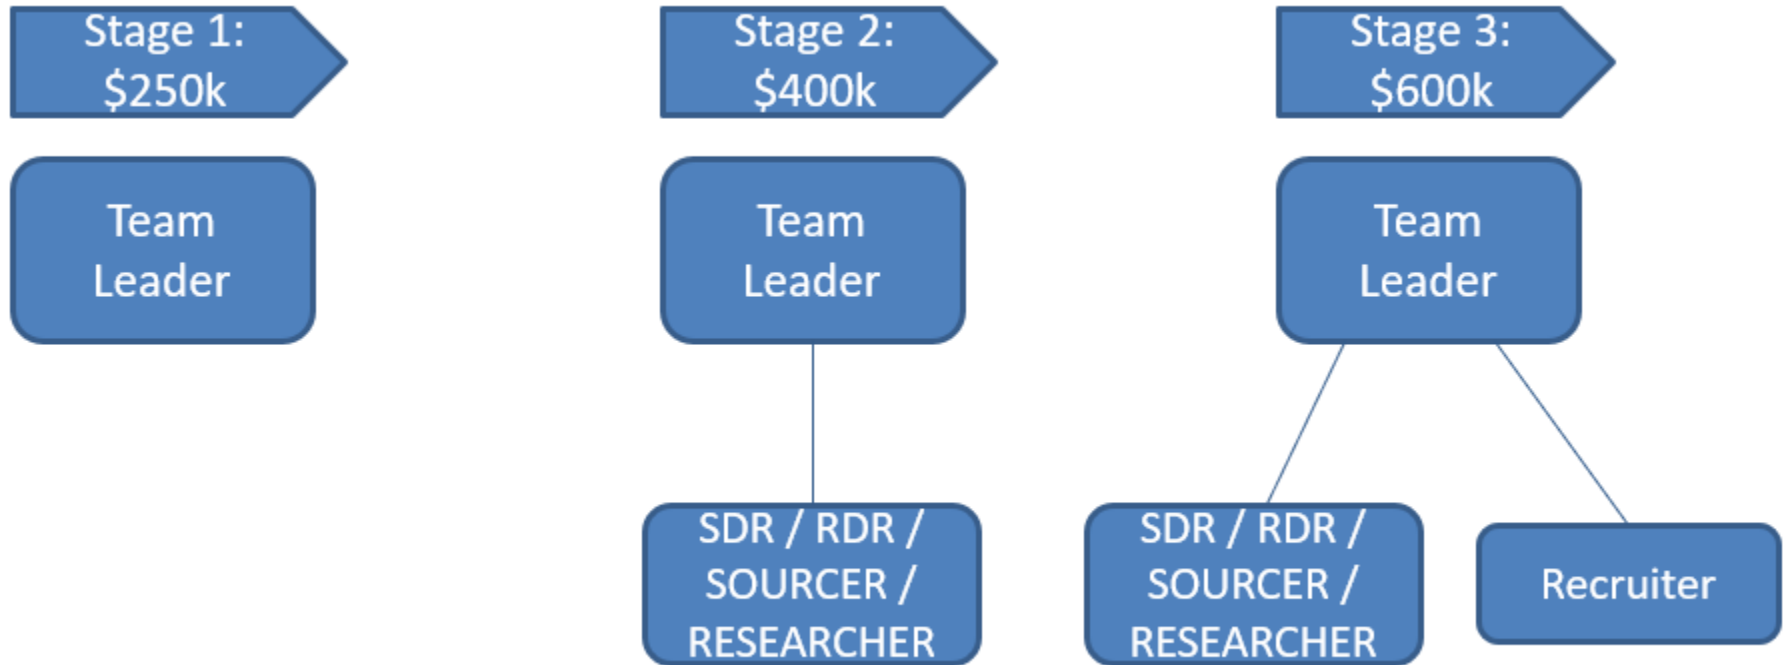 Stage 1:
$250k
Stage 2:
$400k
Stage 3:
$600k
Team
Leader
Team
Leader
Team
Leader
SDR / RDR /
SOURCER /
RESEARCHER
SDR / RDR /
SOURCER /
RESEARCHER
Recruiter